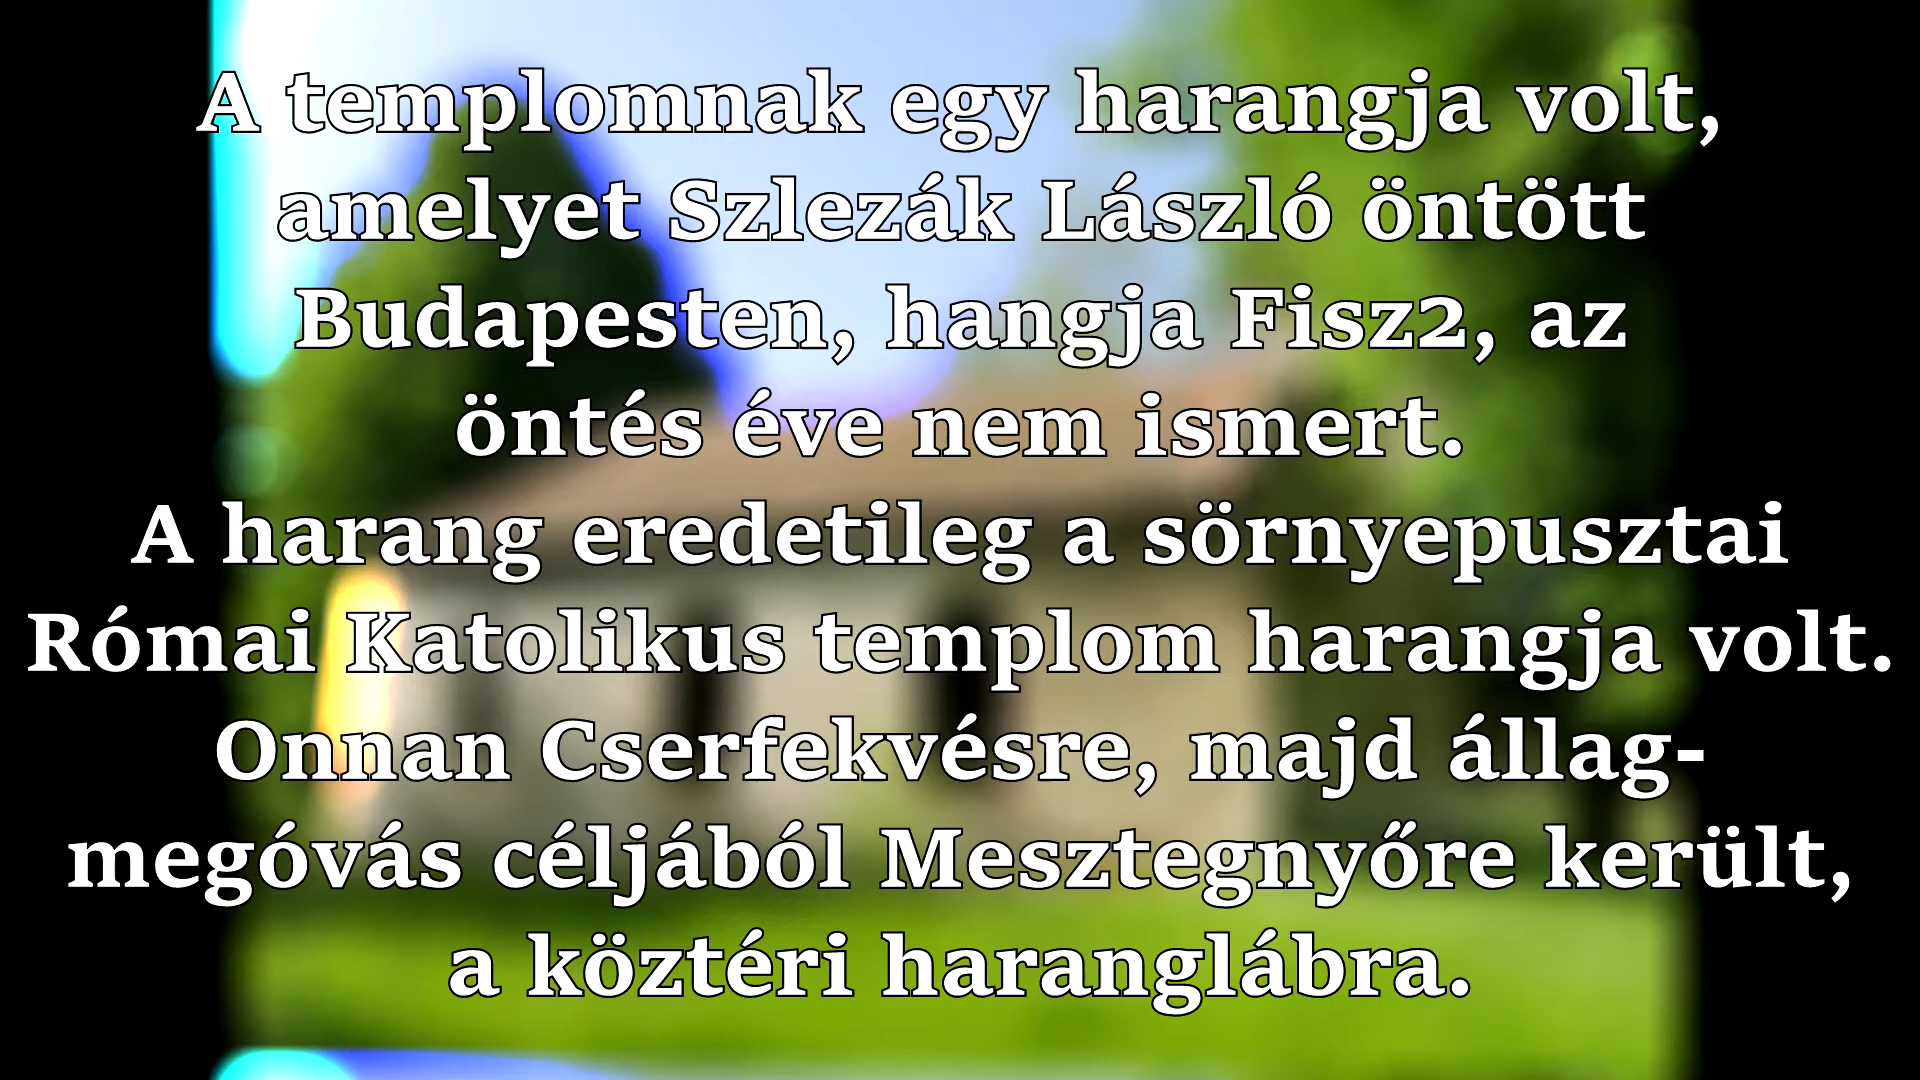 A templomnak egy harangja volt,
amelyet Szlezák László öntött
Budapesten, hangja Fisz2, az
öntés éve nem ismert.
A harang eredetileg a sörnyepusztai
Római Katolikus templom harangja volt.
Onnan Cserfekvésre, majd állag-
megóvás céljából Mesztegnyőre került,
a köztéri haranglábra.